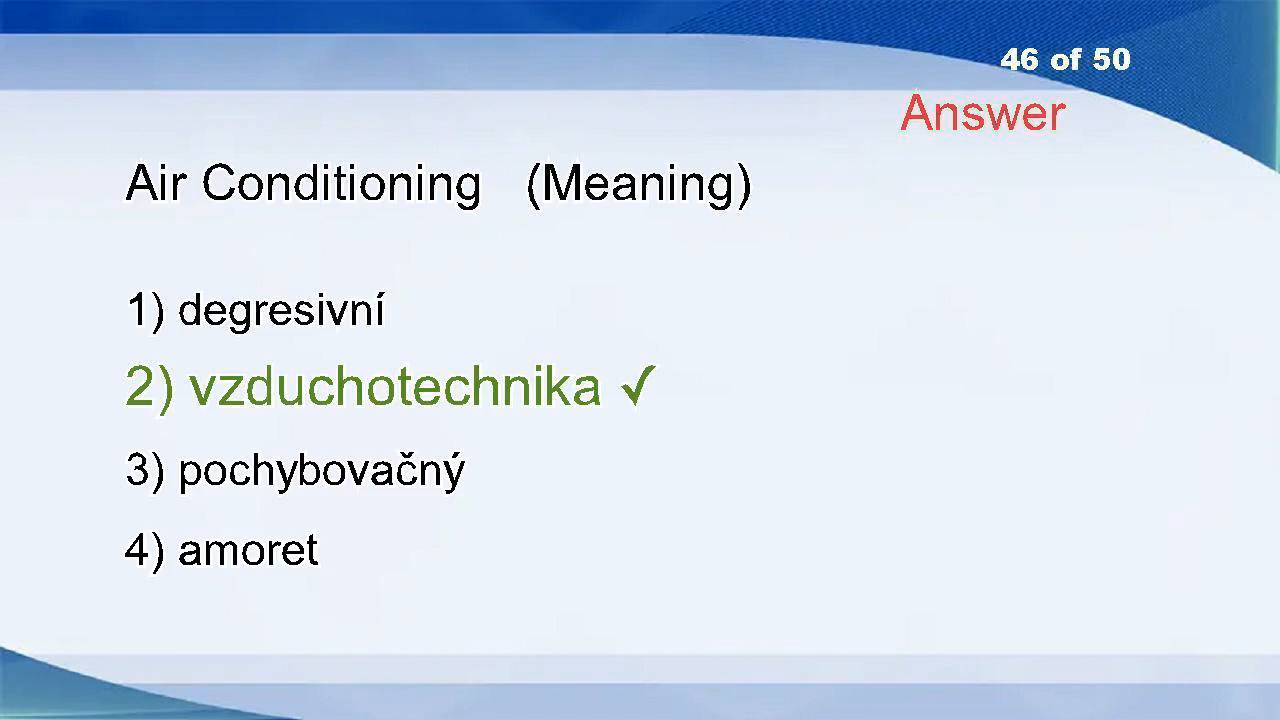 46 of 50
Answer
Air Conditioning (Meaning)
1) degresivní
2) vzduchotechnika ✓
3) pochybovačný
4) amoret